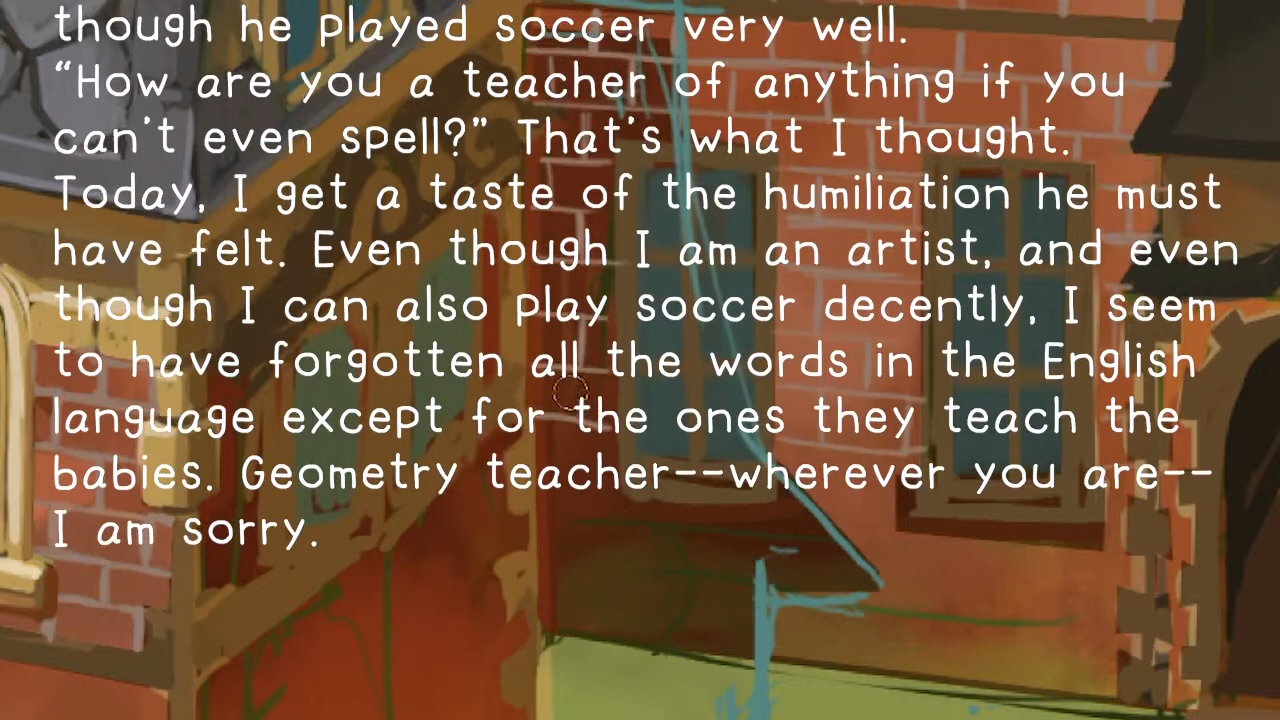 though he played soccer very well.
“How are you a teacher of anything if you
can't even spell?” That's what I thought.
Today, I get a taste of the humiliation he must
have felt. Even though I am an artist, and even
though I can also play soccer decently, I seem
to have forgotten all the words in the English
language except for the ones they teach the
babies. Geometry teacher--wherever you are--
I am sorry.